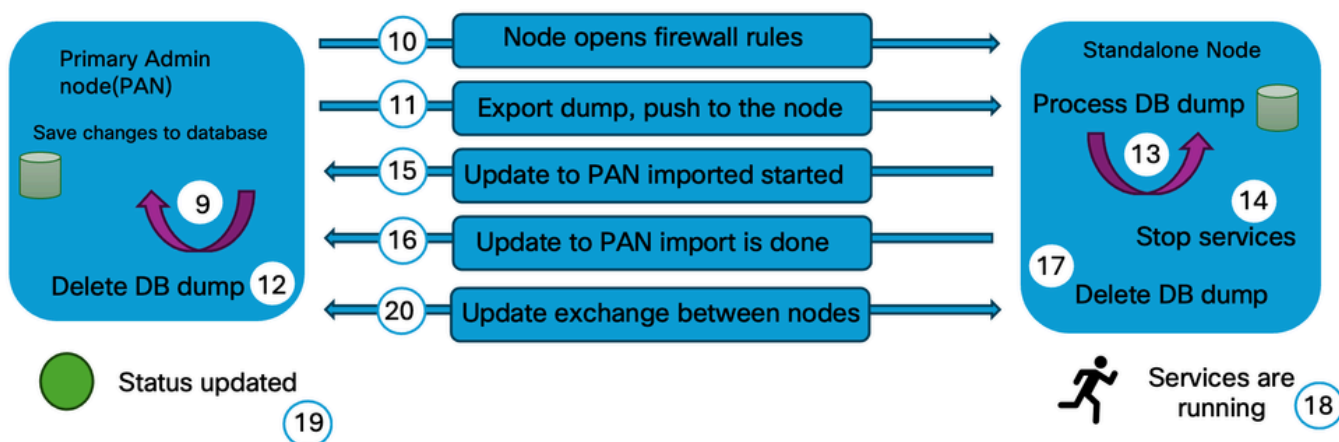 Primary Admin
node(PAN)
Save changes to database
9
Delete DB dump 12
10 Node opens firewall rules
11 Export dump, push to the node
15 Update to PAN imported started
16 Update to PAN import is done
20 Update exchange between nodes
Standalone Node
Process DB dump
13
14
Stop services
17
Delete DB dump
Status updated
19
Services are
running 18